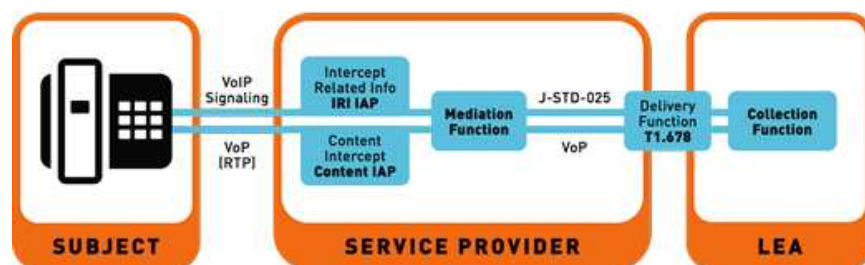 VoIP
Signaling
VoP
(RTP)
Intercept
Related Info
IRI IAP
Content
Intercept
Content IAP
Mediation
Function
J-STD-025
VoP
Delivery
Function
T1.678
Collection
Function
SUBJECT
SERVICE PROVIDER
LEA